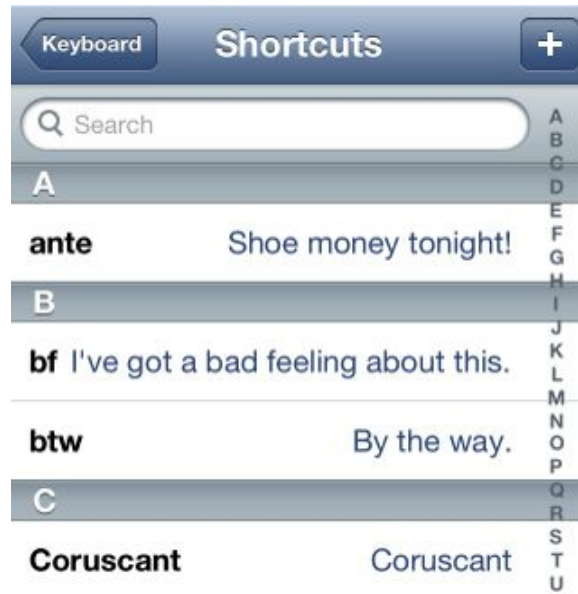 Keyboard Shortcuts +
Search
A
ante Shoe money tonight!
B
bf I've got a bad feeling about this.
btw By the way.
C
Coruscant Coruscant
A
B
C
D
E
F
G
H
I
J
K
L
M
N
O
P
Q
R
S
T
U